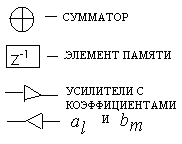 — СУММАТОР
Z⁻¹ — ЭЛЕМЕНТ ПАМЯТИ
УСИЛИТЕЛИ С
КОЭФФИЦИЕНТАМИ
aₗ и bₘ